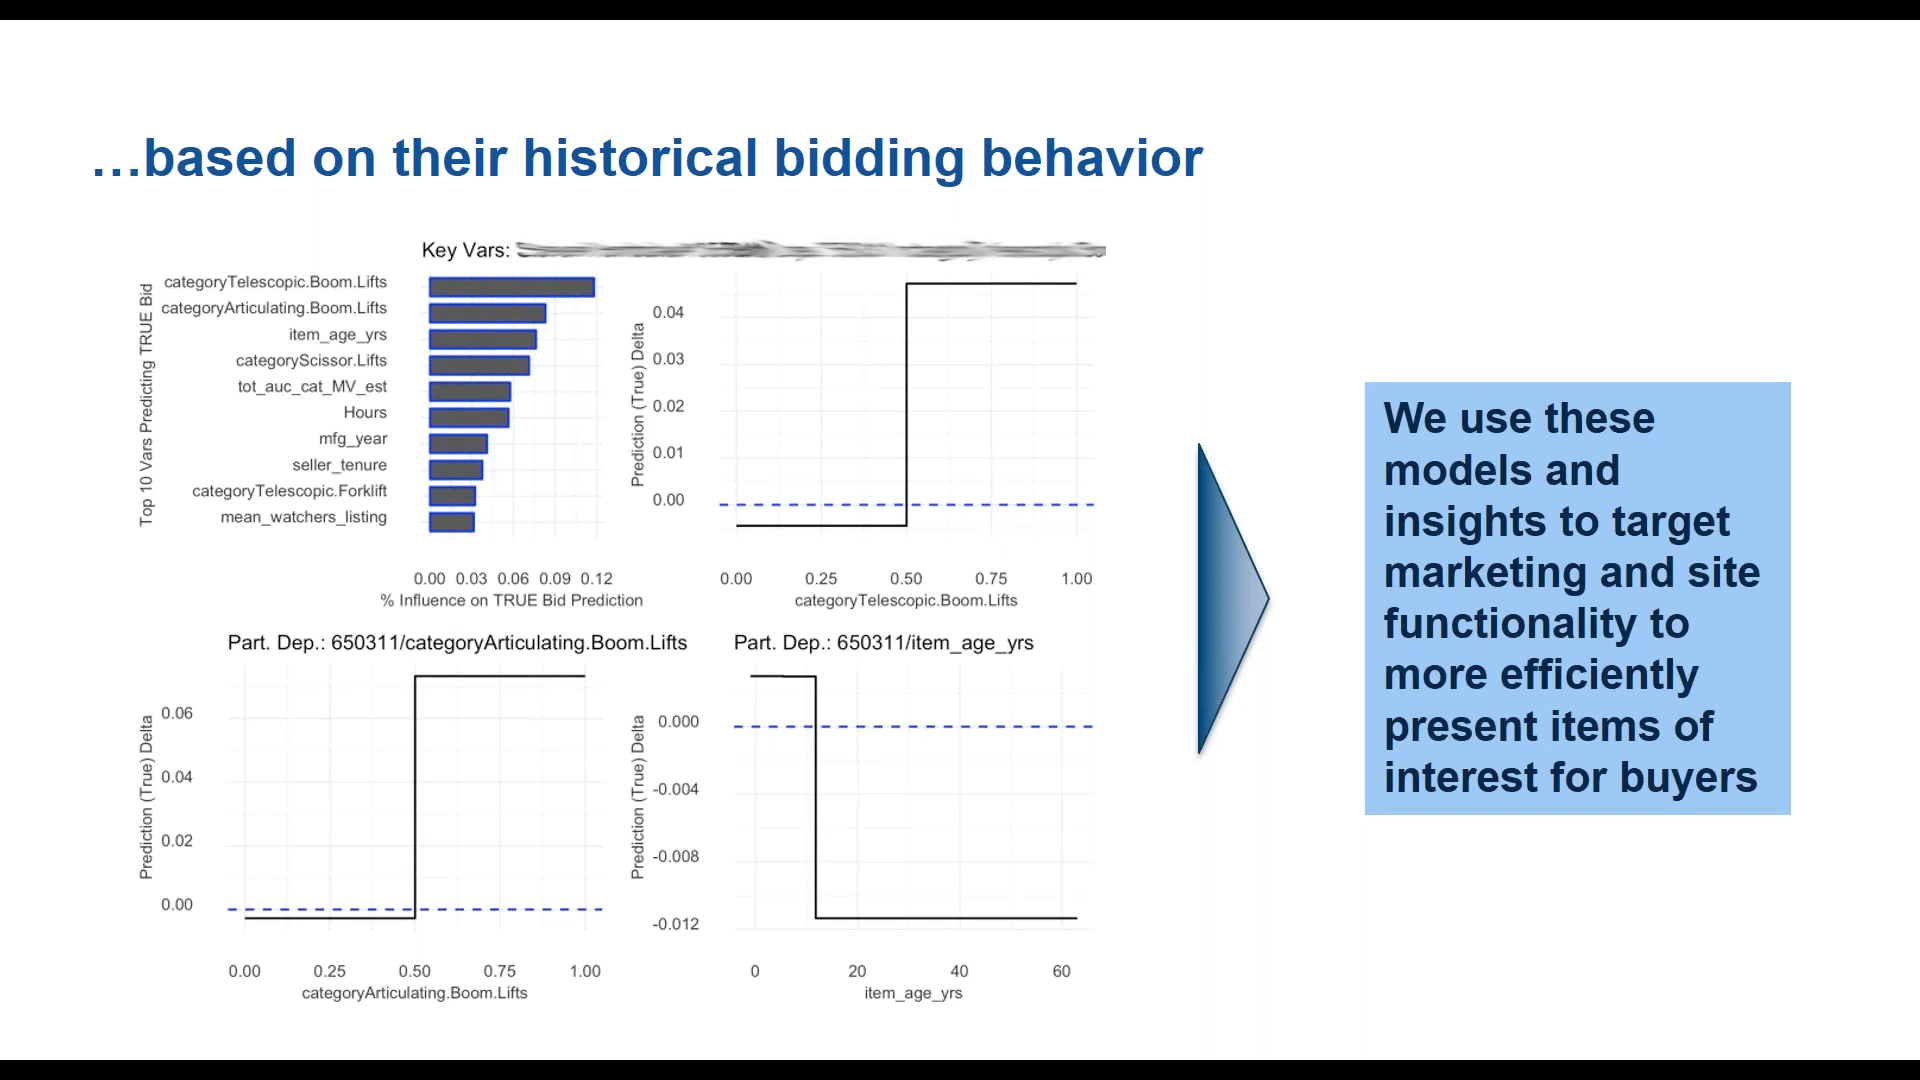 …based on their historical bidding behavior
Key Vars:
Top 10 Vars Predicting TRUE Bid
categoryTelescopic.Boom.Lifts
categoryArticulating.Boom.Lifts
item_age_yrs
categoryScissor.Lifts
tot_auc_cat_MV_est
Hours
mfg_year
seller_tenure
categoryTelescopic.Forklift
mean_watchers_listing
0.00 0.03 0.06 0.09 0.12
% Influence on TRUE Bid Prediction
Prediction (True) Delta
0.04
0.03
0.02
0.01
0.00
0.00 0.25 0.50 0.75 1.00
categoryTelescopic.Boom.Lifts
Part. Dep.: 650311/categoryArticulating.Boom.Lifts
Prediction (True) Delta
0.06
0.04
0.02
0.00
0.00 0.25 0.50 0.75 1.00
categoryArticulating.Boom.Lifts
Part. Dep.: 650311/item_age_yrs
Prediction (True) Delta
0.000
-0.004
-0.008
-0.012
0 20 40 60
item_age_yrs
We use these
models and
insights to target
marketing and site
functionality to
more efficiently
present items of
interest for buyers